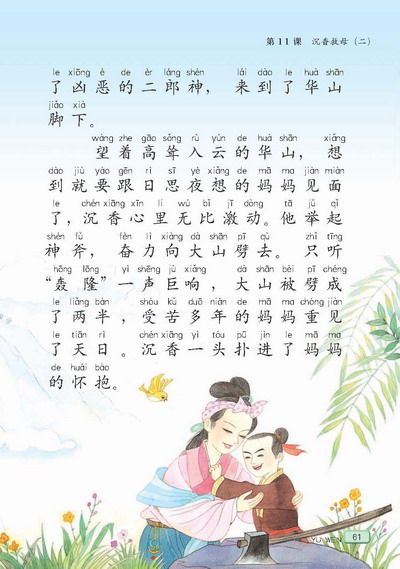 第11课 沉香救母（二）
le xiōng è de èr láng shén lái dào le huà shān
了凶恶的二郎神，来到了华山
jiǎo xià
脚下。
wàng zhe gāo sǒng rù yún de huà shān xiǎng
望着高耸入云的华山，想
dào jiù yào gēn rì sī yè xiǎng de mā ma jiàn miàn
到就要跟日思夜想的妈妈见面
le chén xiāng xīn lǐ wú bǐ jī dòng tā jǔ qǐ
了，沉香心里无比激动。他举起
shén fǔ fèn lì xiàng dà shān pī qù zhǐ tīng
神斧，奋力向大山劈去。只听
hōng lōng yì shēng jù xiǎng dà shān bèi pī chéng
“轰隆”一声巨响，大山被劈成
le liǎng bàn shòu kǔ duō nián de mā ma chóng jiàn
了两半，受苦多年的妈妈重见
le tiān rì chén xiāng yì tóu pū jìn le mā ma
了天日。沉香一头扑进了妈妈
de huái bào
的怀抱。
YU WEN 61